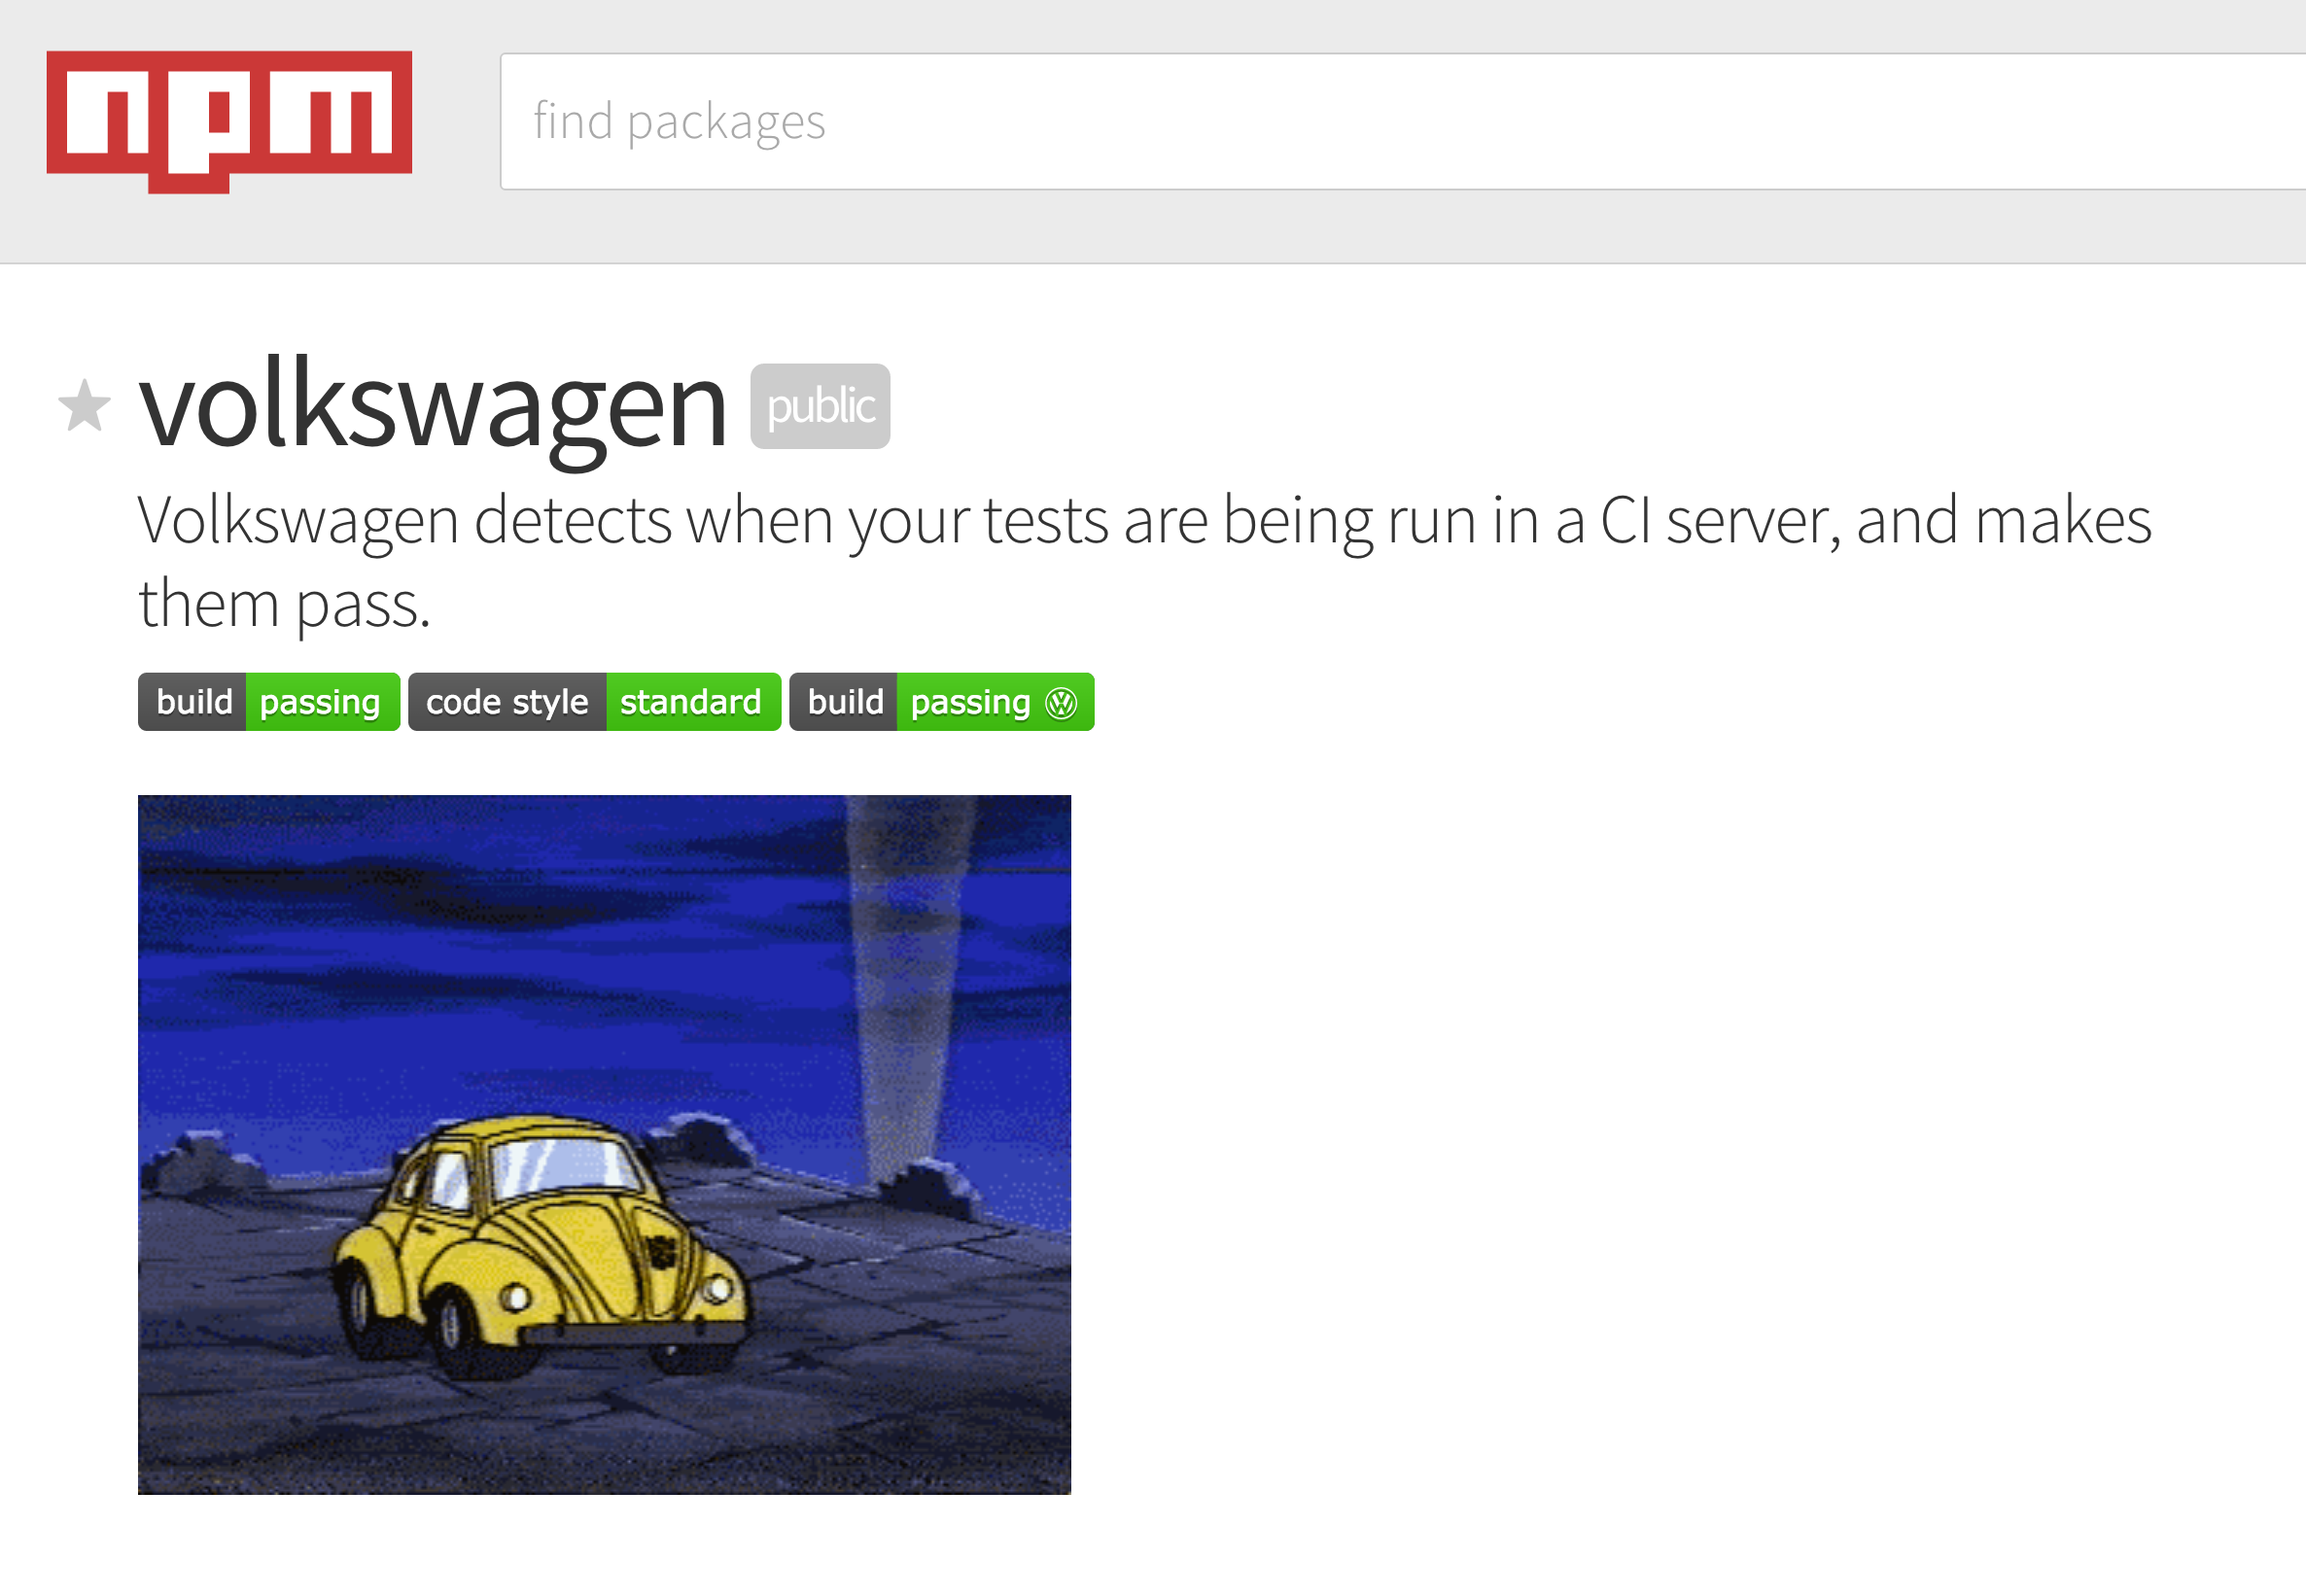 npm
find packages
volkswagen public
Volkswagen detects when your tests are being run in a CI server, and makes
them pass.
build passing code style standard build passing